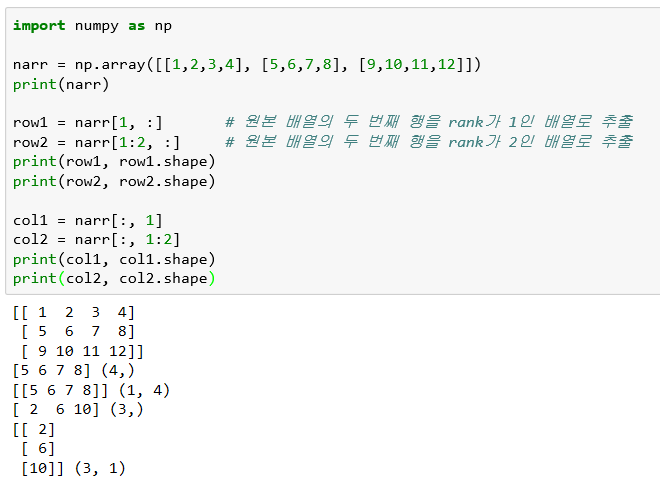 import numpy as np
narr = np.array([[1,2,3,4], [5,6,7,8], [9,10,11,12]])
print(narr)
row1 = narr[1, :]       # 원본 배열의 두 번째 행을 rank가 1인 배열로 추출
row2 = narr[1:2, :]     # 원본 배열의 두 번째 행을 rank가 2인 배열로 추출
print(row1, row1.shape)
print(row2, row2.shape)
col1 = narr[:, 1]
col2 = narr[:, 1:2]
print(col1, col1.shape)
print(col2, col2.shape)
[[ 1  2  3  4]
 [ 5  6  7  8]
 [ 9 10 11 12]]
[5 6 7 8] (4,)
[[5 6 7 8]] (1, 4)
[ 2  6 10] (3,)
[[ 2]
 [ 6]
 [10]] (3, 1)